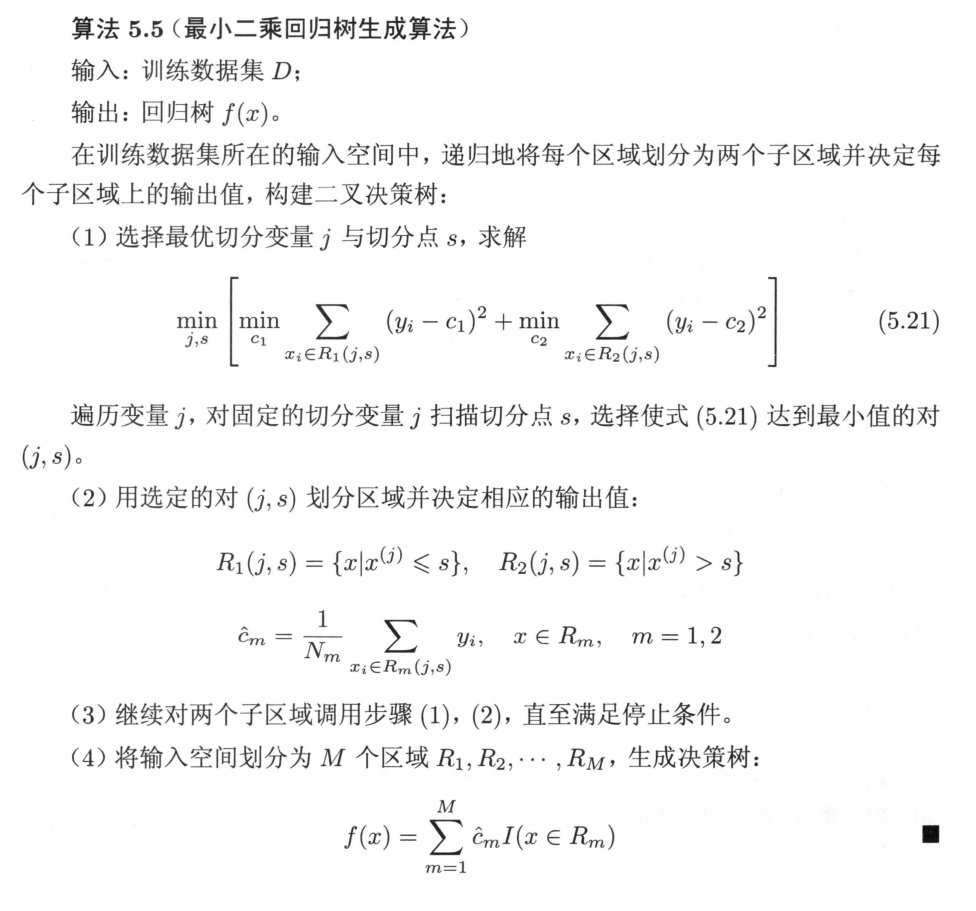 算法 5.5（最小二乘回归树生成算法）
输入：训练数据集 D；
输出：回归树 f(x)。
在训练数据集所在的输入空间中，递归地将每个区域划分为两个子区域并决定每
个子区域上的输出值，构建二叉决策树：
（1）选择最优切分变量 j 与切分点 s，求解
$$\min_{j,s}\left[\min_{c_1}\sum_{x_i\in R_1(j,s)}(y_i-c_1)^2+\min_{c_2}\sum_{x_i\in R_2(j,s)}(y_i-c_2)^2\right] \quad (5.21)$$
遍历变量 j，对固定的切分变量 j 扫描切分点 s，选择使式 (5.21) 达到最小值的对
(j, s)。
（2）用选定的对 (j, s) 划分区域并决定相应的输出值：
$$R_1(j,s)=\{x|x^{(j)}\leqslant s\},\quad R_2(j,s)=\{x|x^{(j)}>s\}$$
$$\hat{c}_m=\frac{1}{N_m}\sum_{x_i\in R_m(j,s)}y_i,\quad x\in R_m,\quad m=1,2$$
（3）继续对两个子区域调用步骤 (1)，(2)，直至满足停止条件。
（4）将输入空间划分为 M 个区域 $R_1,R_2,\cdots,R_M$，生成决策树：
$$f(x)=\sum_{m=1}^{M}\hat{c}_mI(x\in R_m)$$ ■